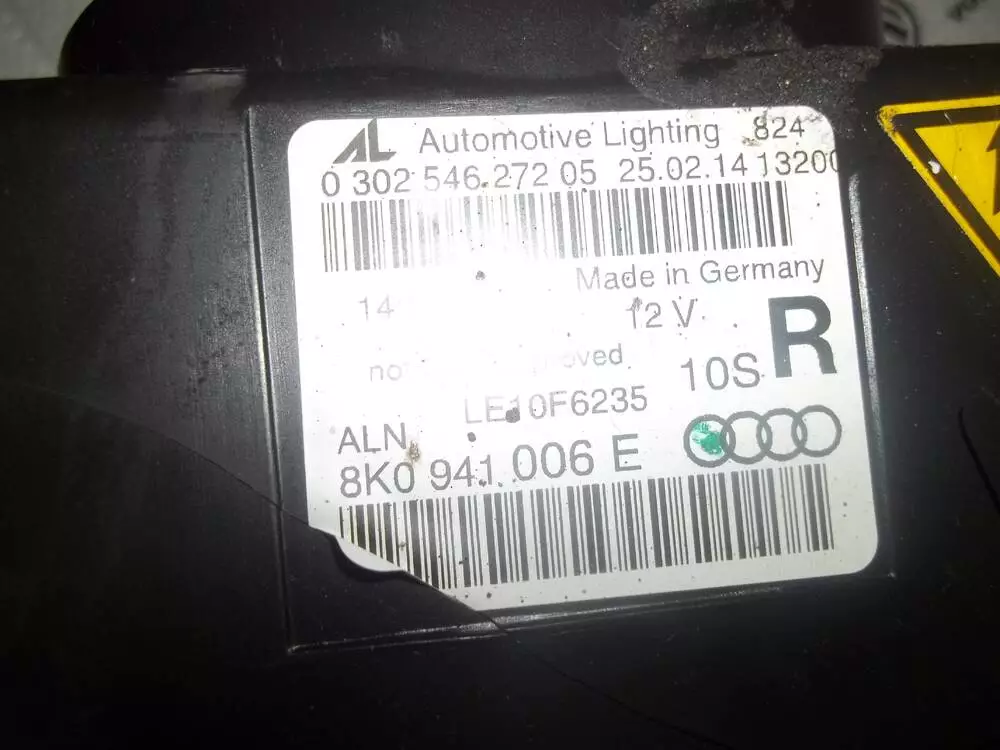 AL Automotive Lighting 824
0 302 546.272 05 25.02.14 1320
Made in Germany
14 12 V
R
10S
LE10F6235
ALN
8K0 941 006 E